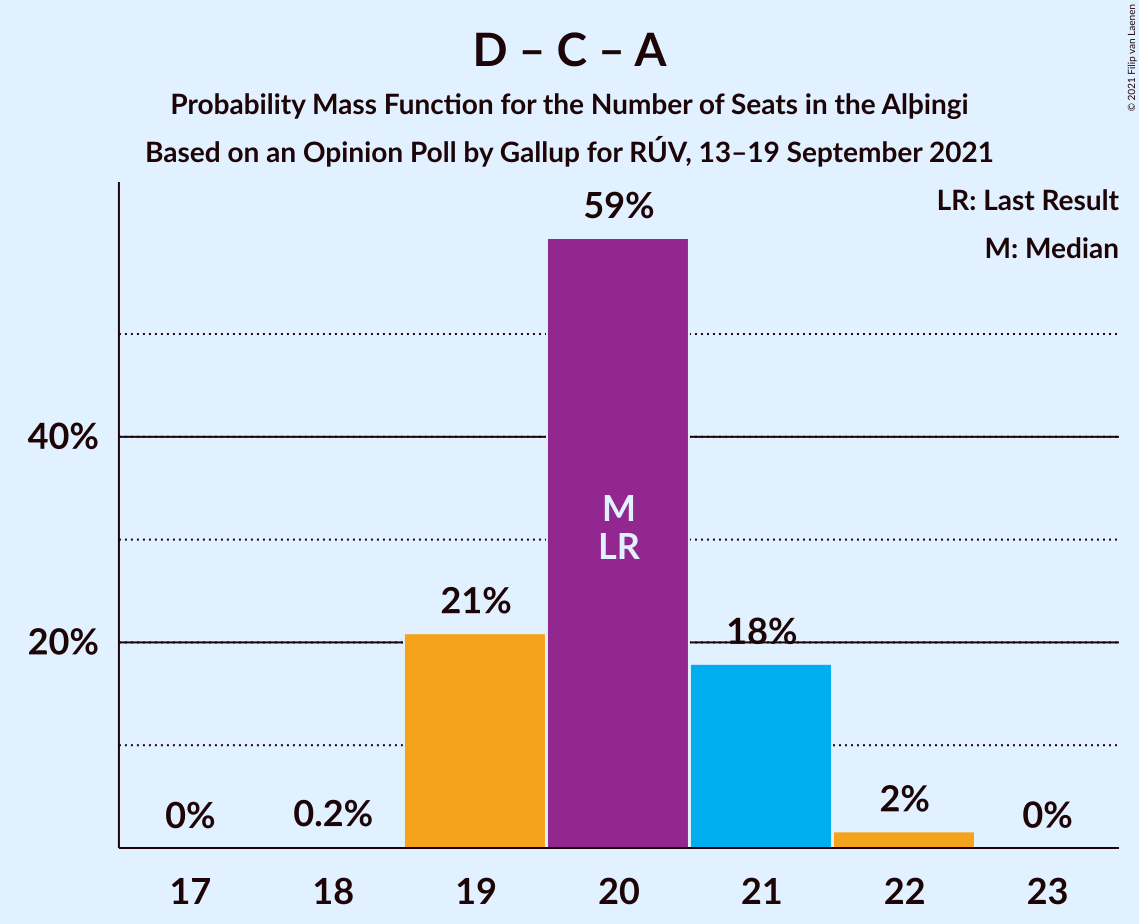 D – C – A
Probability Mass Function for the Number of Seats in the Alþingi
Based on an Opinion Poll by Gallup for RÚV, 13–19 September 2021
© 2021 Filip van Laenen
LR: Last Result
M: Median
59%
40%
M
LR
21%
18%
20%
0%
0.2%
2%
0%
17
18
19
20
21
22
23